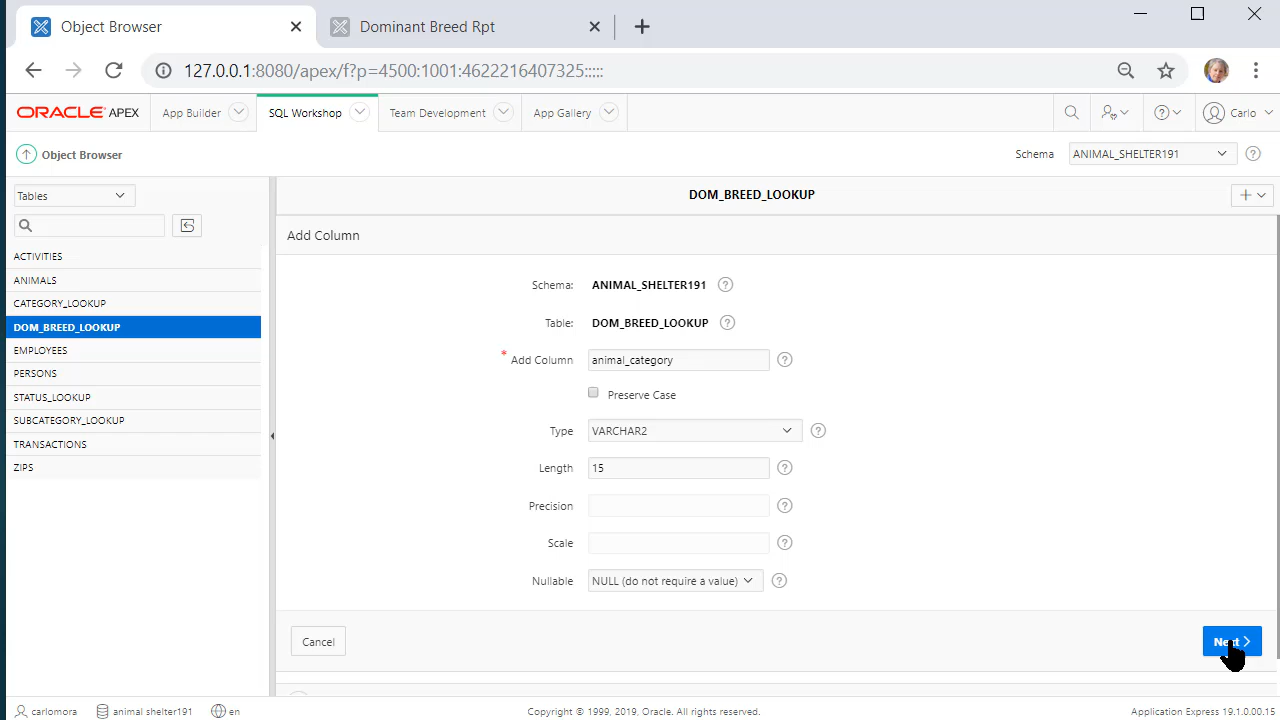 Object Browser
Dominant Breed Rpt
127.0.0.1:8080/apex/f?p=4500:1001:4622216407325:::::
ORACLE APEX
App Builder
SQL Workshop
Team Development
App Gallery
Carlo
Object Browser
Schema
ANIMAL_SHELTER191
Tables
DOM_BREED_LOOKUP
ACTIVITIES
ANIMALS
CATEGORY_LOOKUP
DOM_BREED_LOOKUP
EMPLOYEES
PERSONS
STATUS_LOOKUP
SUBCATEGORY_LOOKUP
TRANSACTIONS
ZIPS
Add Column
Schema: ANIMAL_SHELTER191
Table: DOM_BREED_LOOKUP
* Add Column animal_category
Preserve Case
Type VARCHAR2
Length 15
Precision
Scale
Nullable NULL (do not require a value)
Cancel
Next
carlomora
animal shelter191
en
Copyright © 1999, 2019, Oracle. All rights reserved.
Application Express 19.1.0.00.15